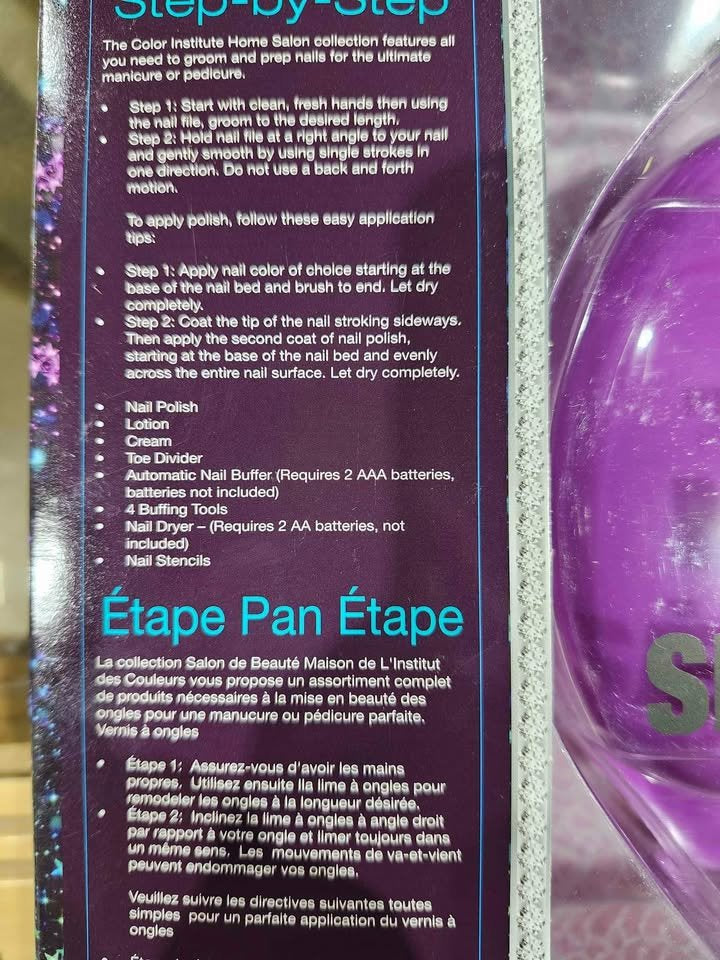 Step-by-Step
The Color Institute Home Salon collection features all
you need to groom and prep nails for the ultimate
manicure or pedicure.
• Step 1: Start with clean, fresh hands then using
the nail file, groom to the desired length.
• Step 2: Hold nail file at a right angle to your nail
and gently smooth by using single strokes in
one direction. Do not use a back and forth
motion.
To apply polish, follow these easy application
tips:
• Step 1: Apply nail color of choice starting at the
base of the nail bed and brush to end. Let dry
completely.
• Step 2: Coat the tip of the nail stroking sideways.
Then apply the second coat of nail polish,
starting at the base of the nail bed and evenly
across the entire nail surface. Let dry completely.
• Nail Polish
• Lotion
• Cream
• Toe Divider
• Automatic Nail Buffer (Requires 2 AAA batteries,
batteries not included)
• 4 Buffing Tools
• Nail Dryer – (Requires 2 AA batteries, not
included)
• Nail Stencils
Étape Pan Étape
La collection Salon de Beauté Maison de L'Institut
des Couleurs vous propose un assortiment complet
de produits nécessaires à la mise en beauté des
ongles pour une manucure ou pédicure parfaite.
Vernis à ongles
• Étape 1: Assurez-vous d'avoir les mains
propres. Utilisez ensuite lla lime à ongles pour
remodeler les ongles à la longueur désirée.
• Étape 2: Inclinez la lime à ongles à angle droit
par rapport à votre ongle et limer toujours dans
un même sens. Les mouvements de va-et-vient
peuvent endommager vos ongles.
Veuillez suivre les directives suivantes toutes
simples pour un parfaite application du vernis à
ongles